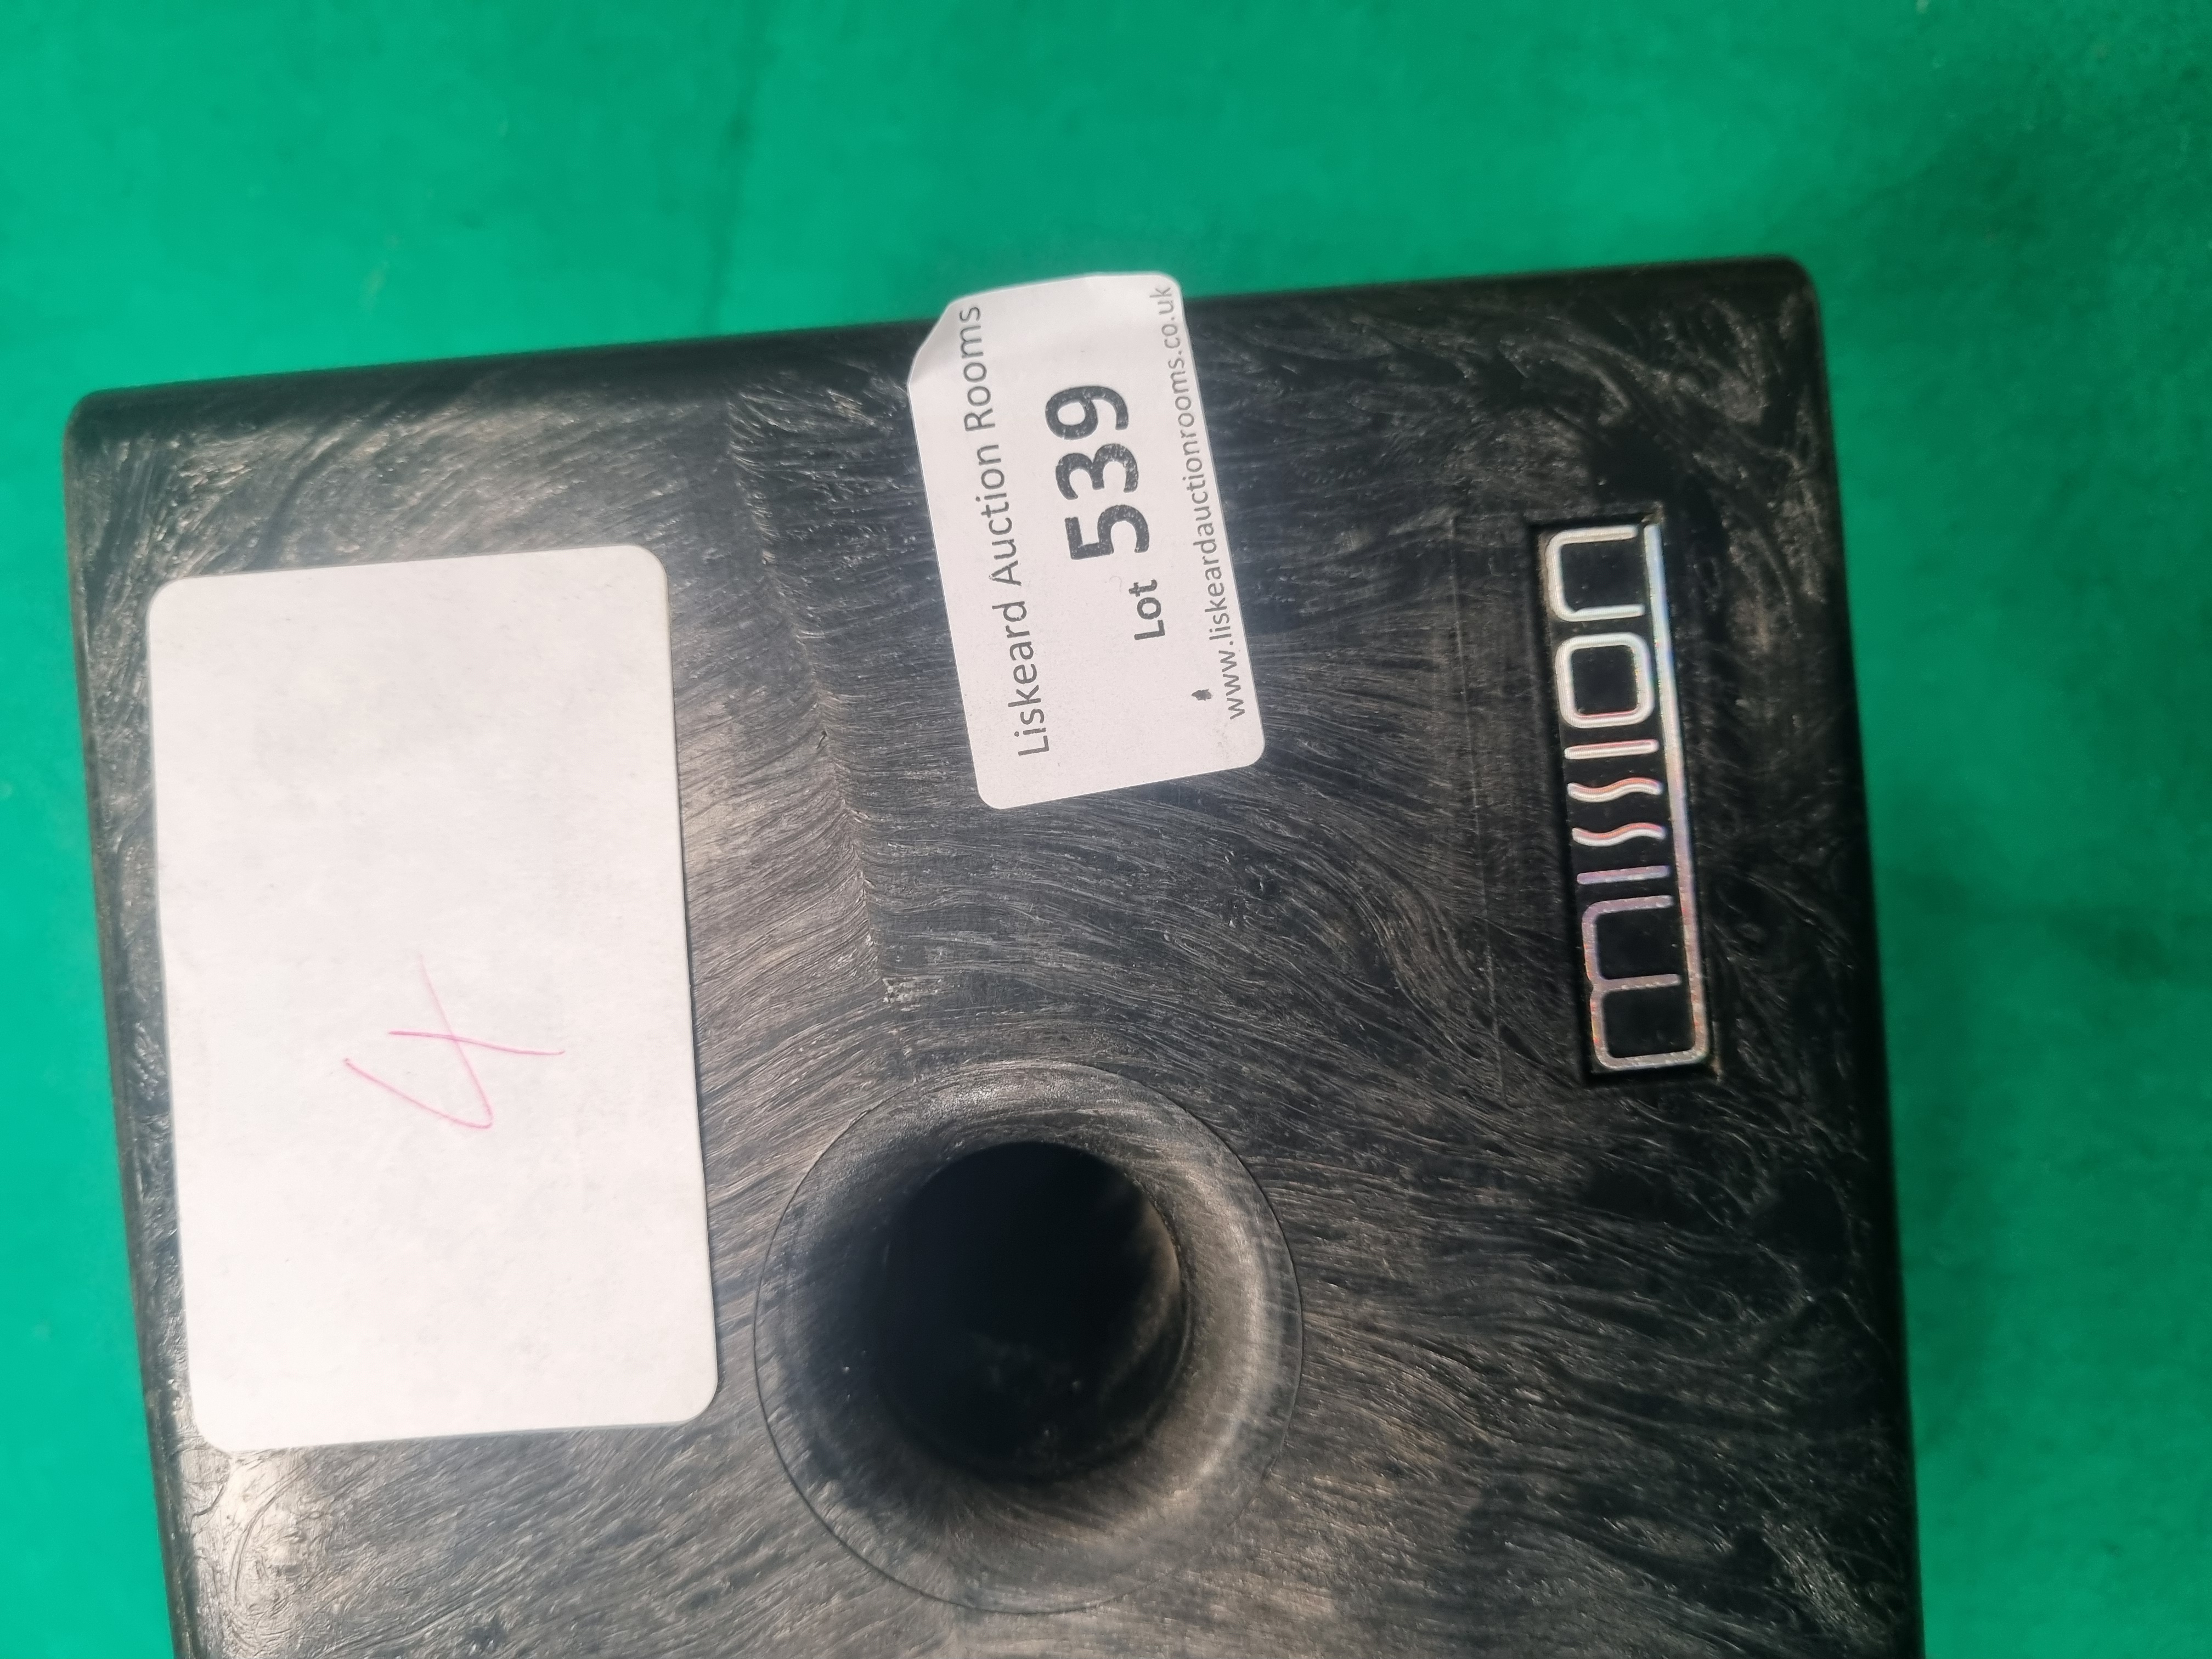 4
Liskeard Auction Rooms
Lot 539
www.liskeardauctionrooms.co.uk
mission